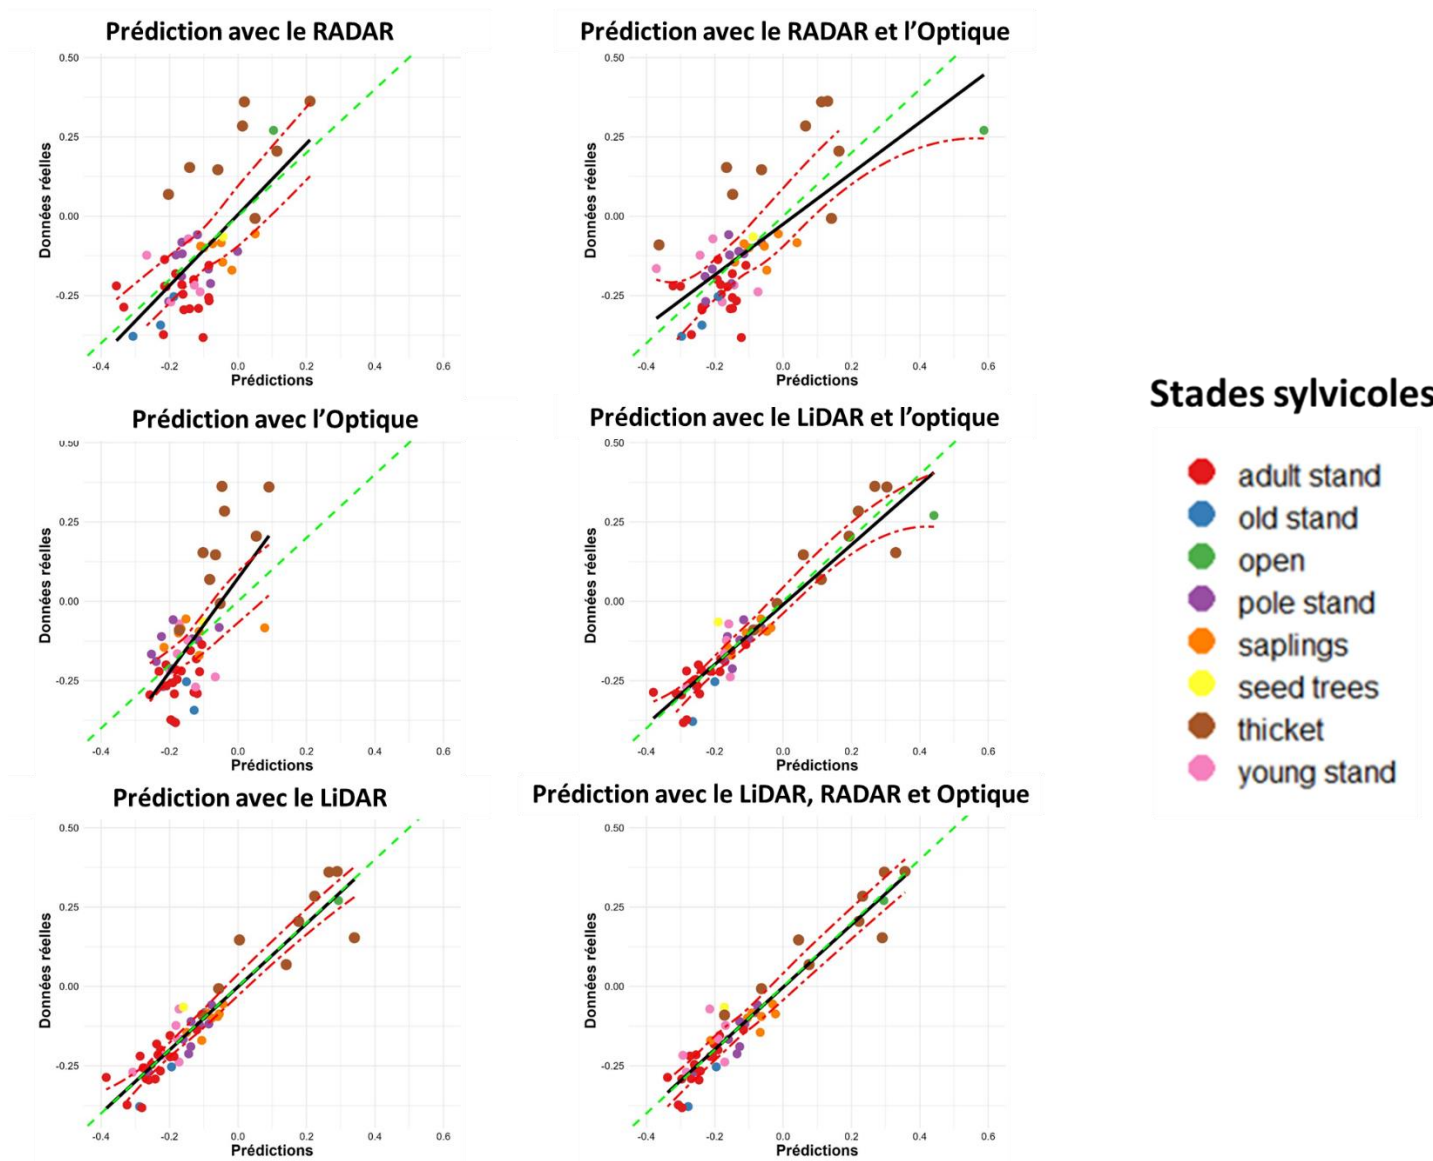 Prédiction avec le RADAR
0.50
0.25
0.00
-0.25
Données réelles
-0.4 -0.2 0.0 0.2 0.4 0.6
Prédictions
Prédiction avec le RADAR et l’Optique
0.50
0.25
0.00
-0.25
Données réelles
-0.4 -0.2 0.0 0.2 0.4 0.6
Prédictions
Prédiction avec l’Optique
0.50
0.25
0.00
-0.25
Données réelles
-0.4 -0.2 0.0 0.2 0.4 0.6
Prédictions
Prédiction avec le LiDAR et l’optique
0.50
0.25
0.00
-0.25
Données réelles
-0.4 -0.2 0.0 0.2 0.4 0.6
Prédictions
Prédiction avec le LiDAR
0.50
0.25
0.00
-0.25
Données réelles
-0.4 -0.2 0.0 0.2 0.4 0.6
Prédictions
Prédiction avec le LiDAR, RADAR et Optique
0.50
0.25
0.00
-0.25
Données réelles
-0.4 -0.2 0.0 0.2 0.4 0.6
Prédictions
Stades sylvicoles
adult stand
old stand
open
pole stand
saplings
seed trees
thicket
young stand